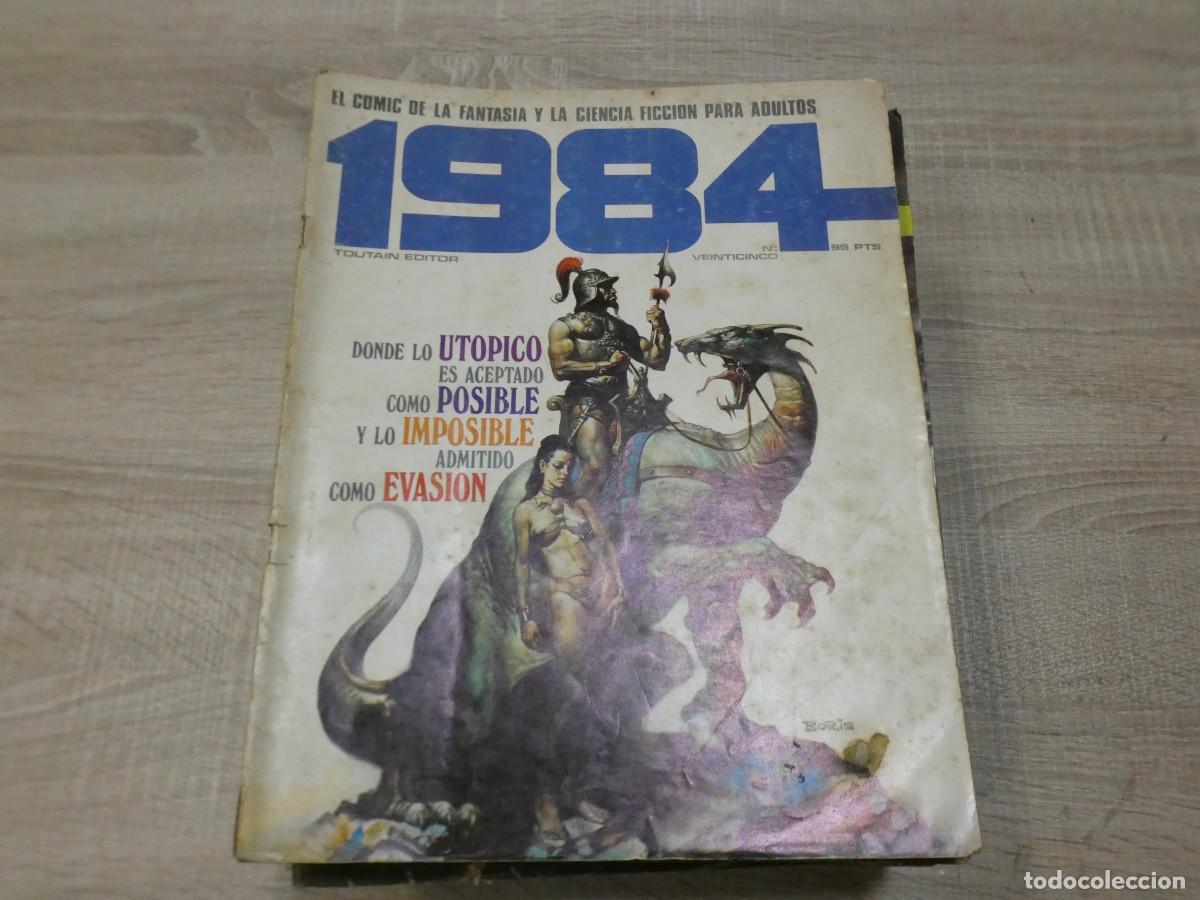 EL COMIC DE LA FANTASIA Y LA CIENCIA FICCION PARA ADULTOS
1984
TOUTAIN EDITOR
Nº
VEINTICINCO
95 PTS
DONDE LO UTOPICO
ES ACEPTADO
COMO POSIBLE
Y LO IMPOSIBLE
ADMITIDO
COMO EVASION
BORIS
todocoleccion